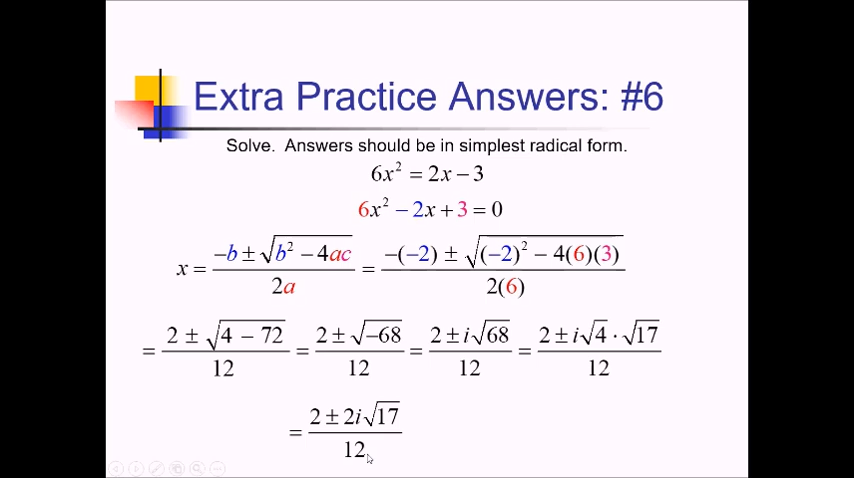 Extra Practice Answers: #6
Solve. Answers should be in simplest radical form.
6x² = 2x − 3
6x² − 2x + 3 = 0
x = (−b ± √(b² − 4ac)) / 2a = (−(−2) ± √((−2)² − 4(6)(3))) / 2(6)
= (2 ± √(4 − 72)) / 12 = (2 ± √(−68)) / 12 = (2 ± i√68) / 12 = (2 ± i√4 · √17) / 12
= (2 ± 2i√17) / 12